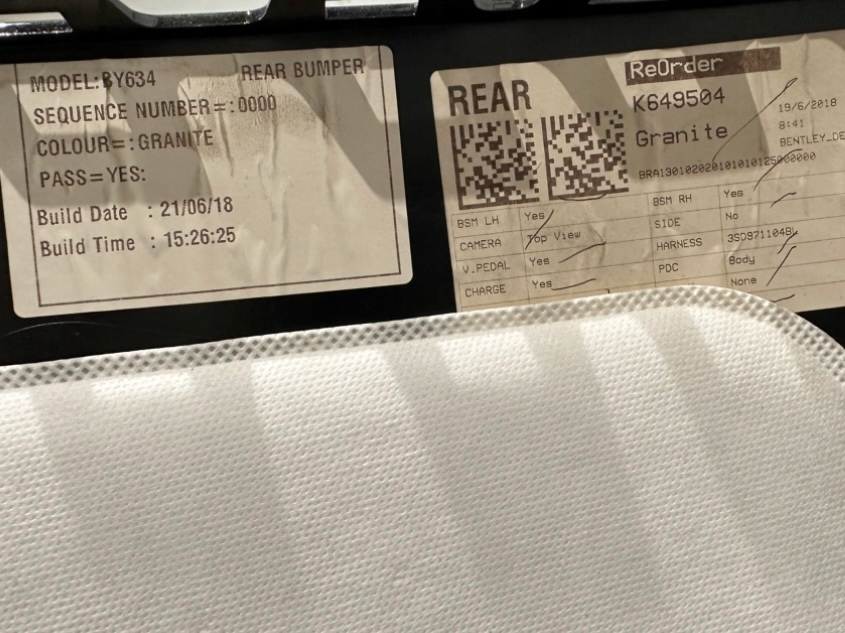 MODEL:BY634 REAR BUMPER
SEQUENCE NUMBER=:0000
COLOUR=:GRANITE
PASS=YES:
Build Date : 21/06/18
Build Time : 15:26:25
REAR
ReOrder
K649504
Granite
19/6/2018
8:41
BENTLEY_DE
BSM LH Yes BSM RH Yes
CAMERA Top View SIDE No
V.PEDAL Yes HARNESS
CHARGE Yes PDC Body
None